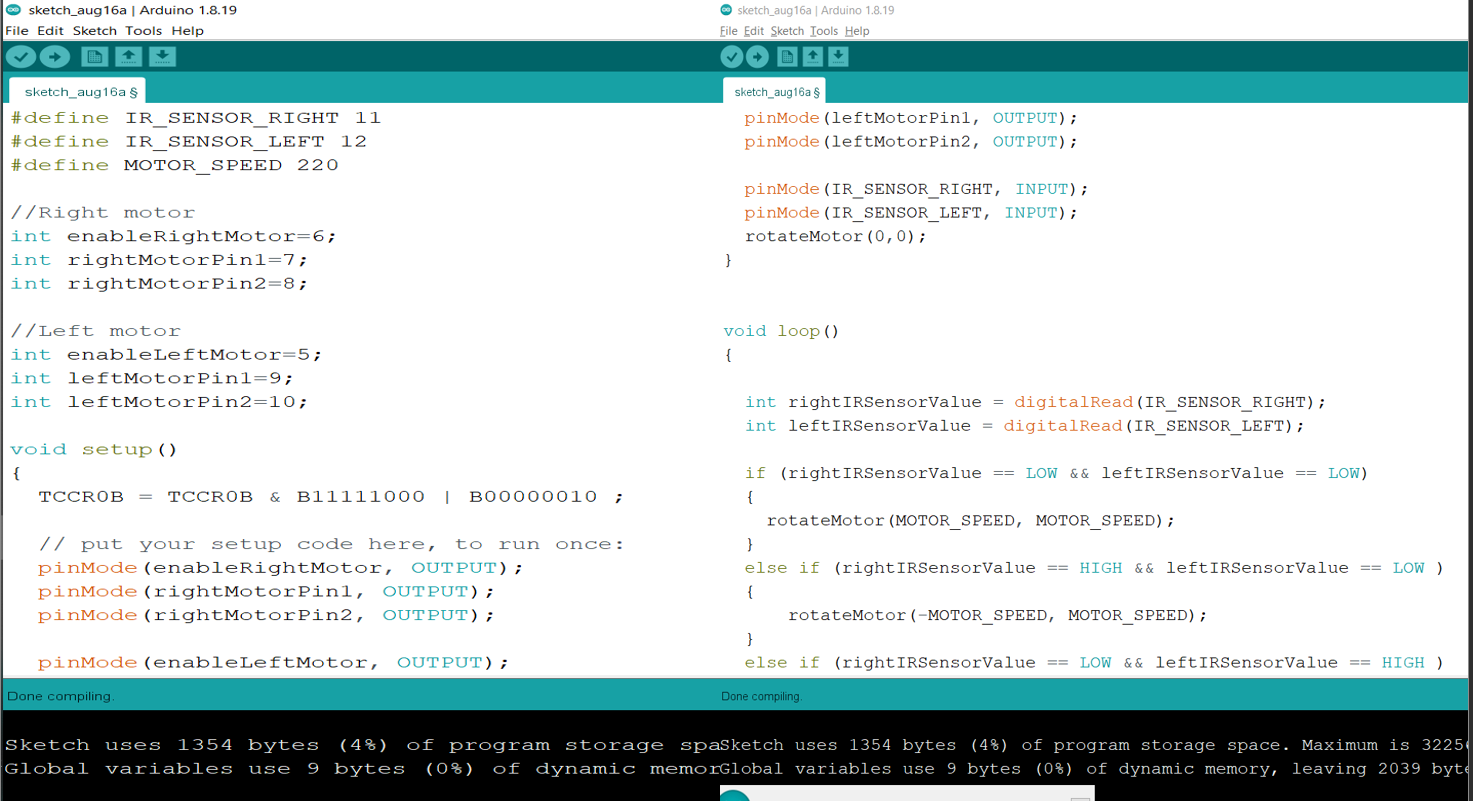 sketch_aug16a | Arduino 1.8.19
File Edit Sketch Tools Help
sketch_aug16a §
#define IR_SENSOR_RIGHT 11
#define IR_SENSOR_LEFT 12
#define MOTOR_SPEED 220
//Right motor
int enableRightMotor=6;
int rightMotorPin1=7;
int rightMotorPin2=8;
//Left motor
int enableLeftMotor=5;
int leftMotorPin1=9;
int leftMotorPin2=10;
void setup()
{
TCCR0B = TCCR0B & B11111000 | B00000010 ;
// put your setup code here, to run once:
pinMode(enableRightMotor, OUTPUT);
pinMode(rightMotorPin1, OUTPUT);
pinMode(rightMotorPin2, OUTPUT);
pinMode(enableLeftMotor, OUTPUT);
Done compiling.
Sketch uses 1354 bytes (4%) of program storage spa
Global variables use 9 bytes (0%) of dynamic memor
sketch_aug16a | Arduino 1.8.19
File Edit Sketch Tools Help
sketch_aug16a §
pinMode(leftMotorPin1, OUTPUT);
pinMode(leftMotorPin2, OUTPUT);
pinMode(IR_SENSOR_RIGHT, INPUT);
pinMode(IR_SENSOR_LEFT, INPUT);
rotateMotor(0,0);
}
void loop()
{
int rightIRSensorValue = digitalRead(IR_SENSOR_RIGHT);
int leftIRSensorValue = digitalRead(IR_SENSOR_LEFT);
if (rightIRSensorValue == LOW && leftIRSensorValue == LOW)
{
rotateMotor(MOTOR_SPEED, MOTOR_SPEED);
}
else if (rightIRSensorValue == HIGH && leftIRSensorValue == LOW )
{
rotateMotor(-MOTOR_SPEED, MOTOR_SPEED);
}
else if (rightIRSensorValue == LOW && leftIRSensorValue == HIGH )
Done compiling.
Sketch uses 1354 bytes (4%) of program storage space. Maximum is 3225
Global variables use 9 bytes (0%) of dynamic memory, leaving 2039 byte